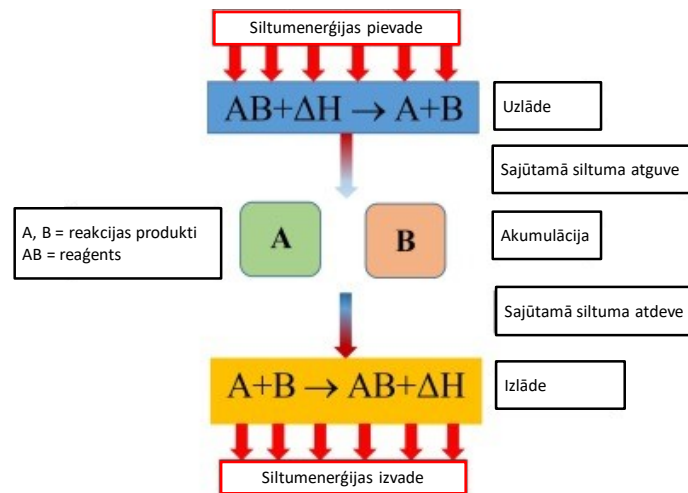 Siltumenerģijas pievade
AB+ΔH → A+B
Uzlāde
Sajūtamā siltuma atguve
A, B = reakcijas produkti
AB = reaģents
A
B
Akumulācija
Sajūtamā siltuma atdeve
A+B → AB+ΔH
Izlāde
Siltumenerģijas izvade